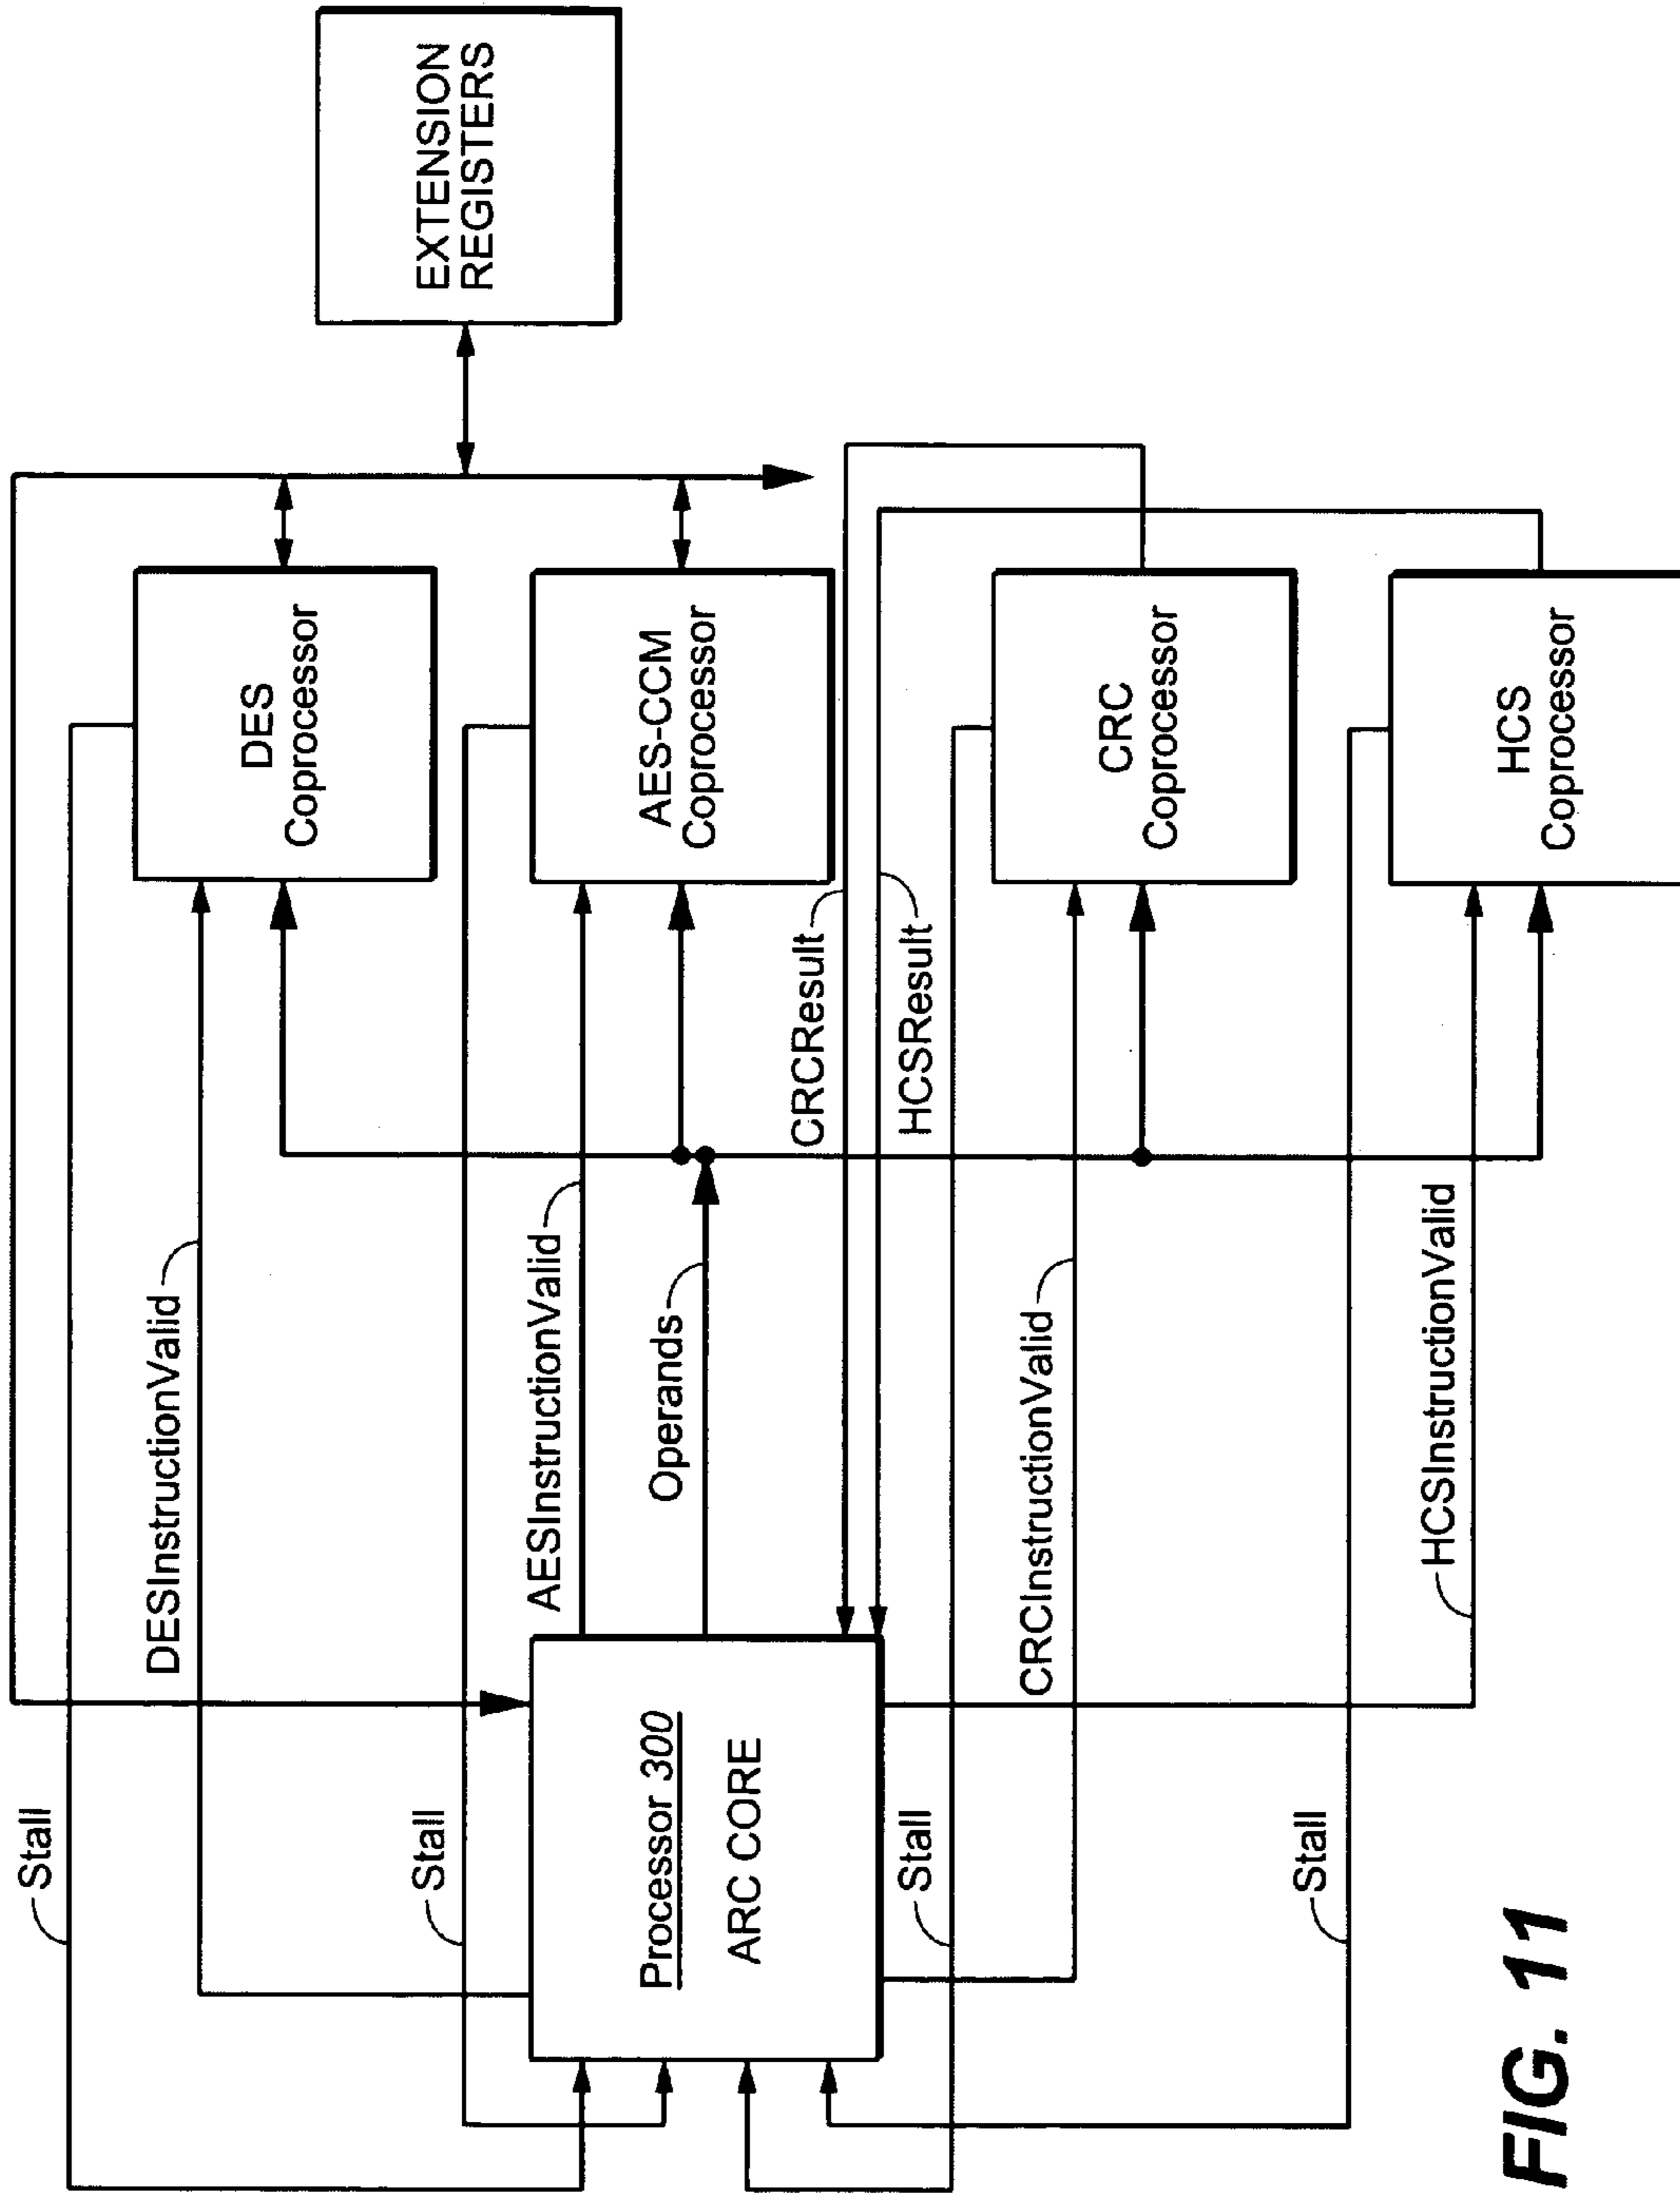 EXTENSION
REGISTERS
DES
Coprocessor
AES-CCM
Coprocessor
CRC
Coprocessor
HCS
Coprocessor
CRCResult
HCSResult
DESInstructionValid
AESInstructionValid
Operands
CRCInstructionValid
HCSInstructionValid
Processor 300
ARC CORE
Stall
Stall
Stall
Stall
FIG. 11